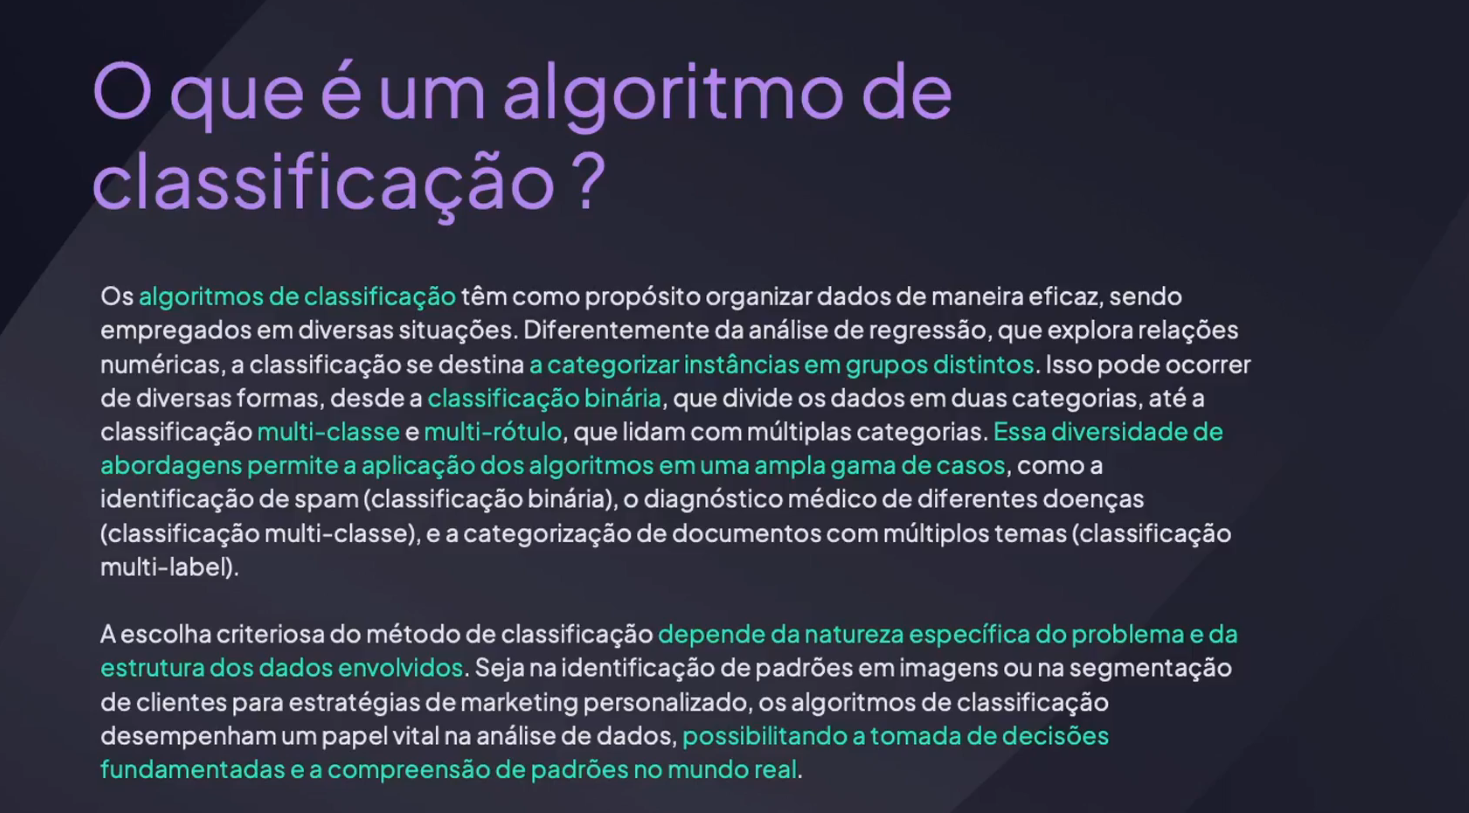 O que é um algoritmo de
classificação ?
Os algoritmos de classificação têm como propósito organizar dados de maneira eficaz, sendo
empregados em diversas situações. Diferentemente da análise de regressão, que explora relações
numéricas, a classificação se destina a categorizar instâncias em grupos distintos. Isso pode ocorrer
de diversas formas, desde a classificação binária, que divide os dados em duas categorias, até a
classificação multi-classe e multi-rótulo, que lidam com múltiplas categorias. Essa diversidade de
abordagens permite a aplicação dos algoritmos em uma ampla gama de casos, como a
identificação de spam (classificação binária), o diagnóstico médico de diferentes doenças
(classificação multi-classe), e a categorização de documentos com múltiplos temas (classificação
multi-label).
A escolha criteriosa do método de classificação depende da natureza específica do problema e da
estrutura dos dados envolvidos. Seja na identificação de padrões em imagens ou na segmentação
de clientes para estratégias de marketing personalizado, os algoritmos de classificação
desempenham um papel vital na análise de dados, possibilitando a tomada de decisões
fundamentadas e a compreensão de padrões no mundo real.